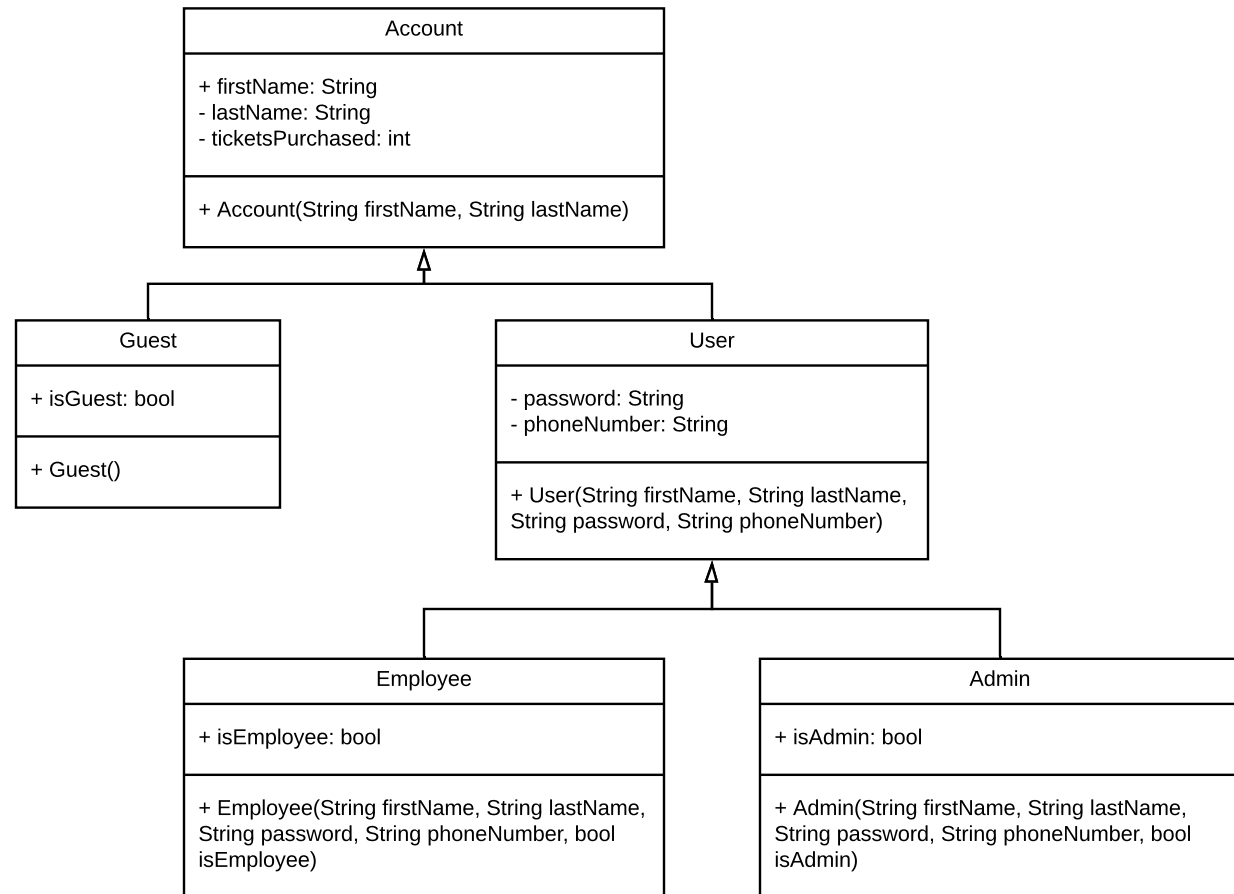 Account
+ firstName: String
- lastName: String
- ticketsPurchased: int
+ Account(String firstName, String lastName)
Guest
+ isGuest: bool
+ Guest()
User
- password: String
- phoneNumber: String
+ User(String firstName, String lastName,
String password, String phoneNumber)
Employee
+ isEmployee: bool
+ Employee(String firstName, String lastName,
String password, String phoneNumber, bool
isEmployee)
Admin
+ isAdmin: bool
+ Admin(String firstName, String lastName,
String password, String phoneNumber, bool
isAdmin)